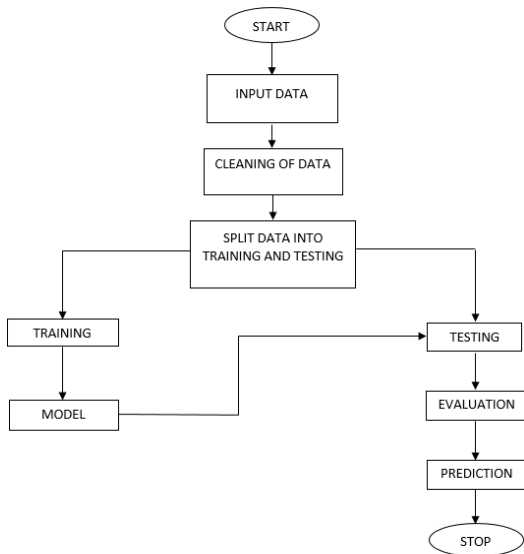 START
INPUT DATA
CLEANING OF DATA
SPLIT DATA INTO
TRAINING AND TESTING
TRAINING
TESTING
MODEL
EVALUATION
PREDICTION
STOP